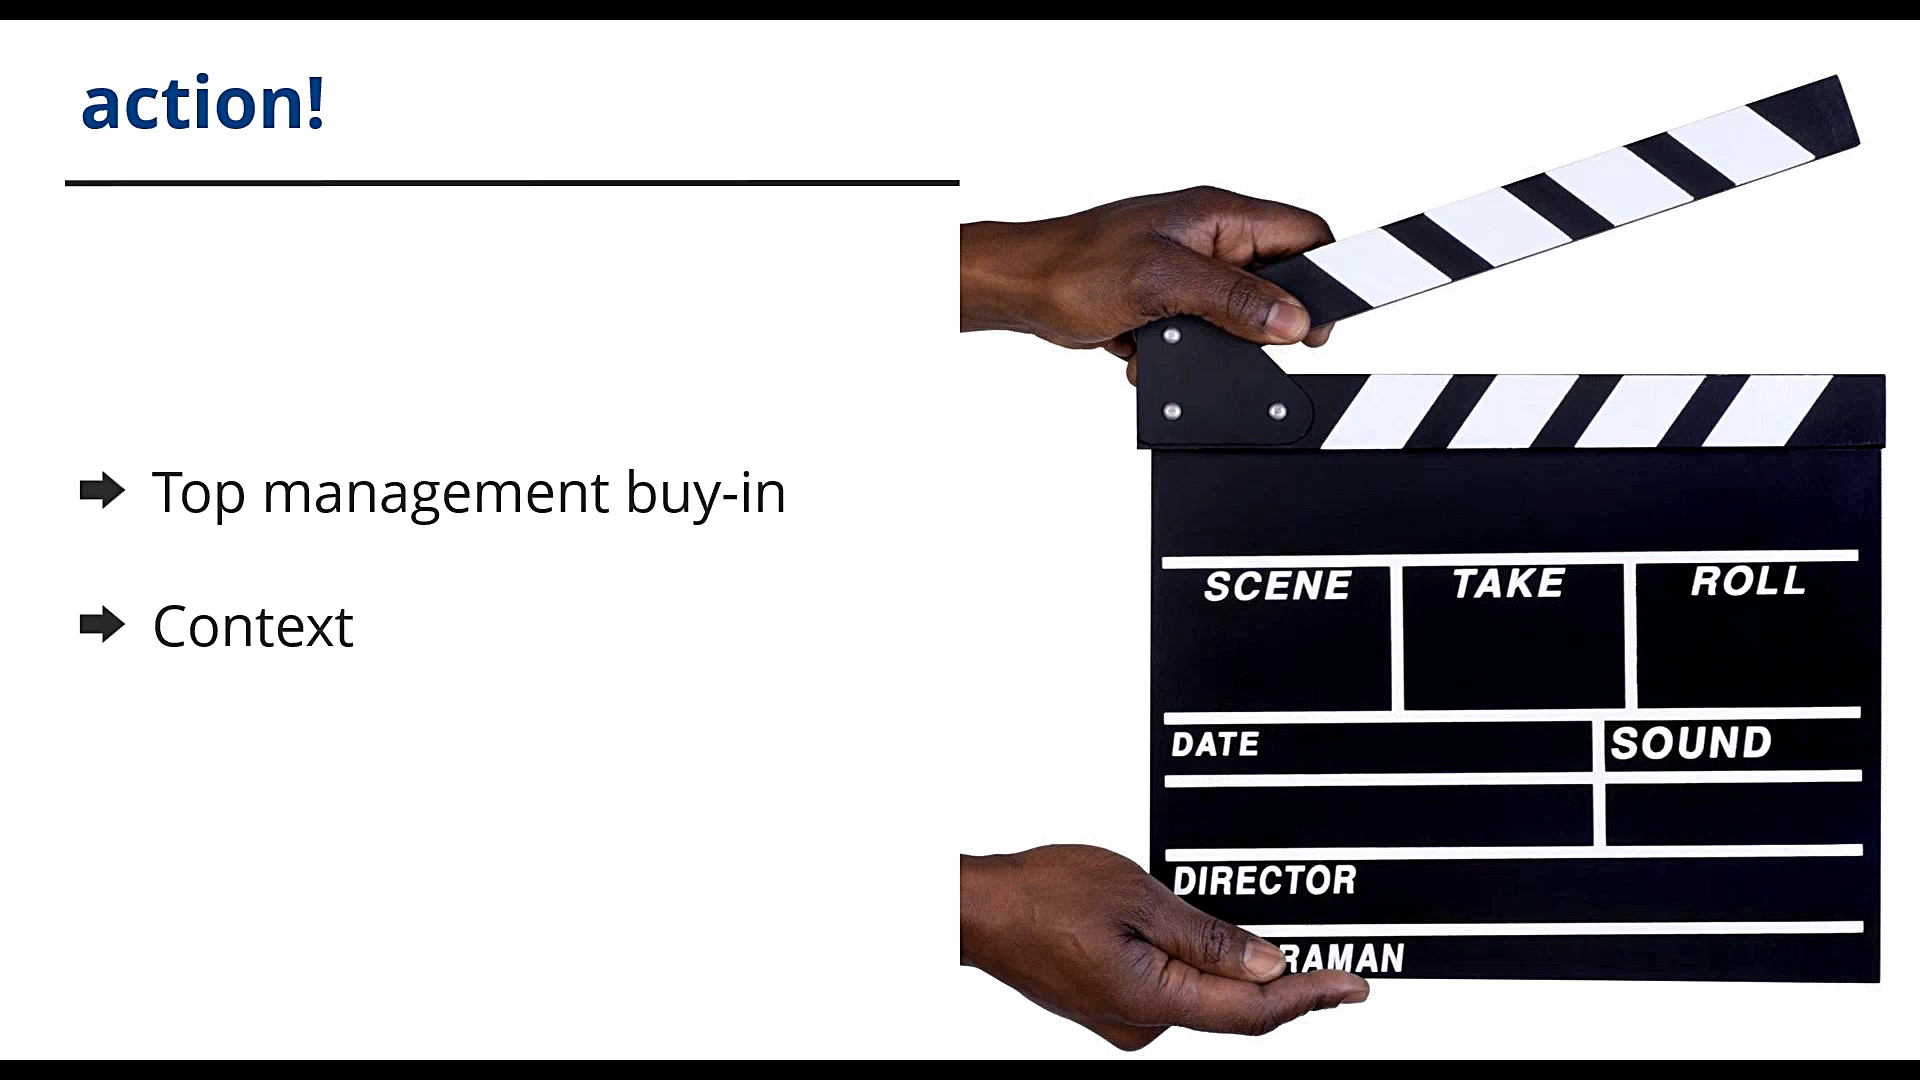 action!
Top management buy-in
Context
SCENE TAKE ROLL
DATE SOUND
DIRECTOR
RAMAN